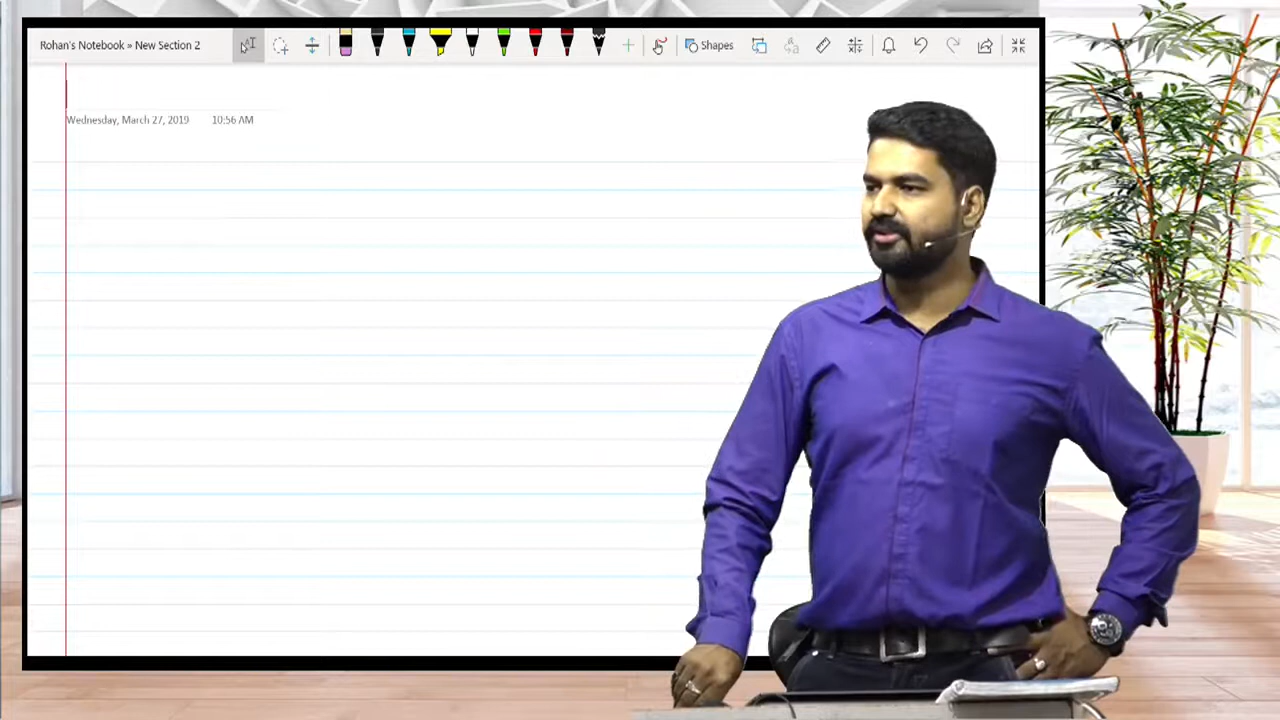 Rohan's Notebook » New Section 2
Shapes
Wednesday, March 27, 2019 10:56 AM